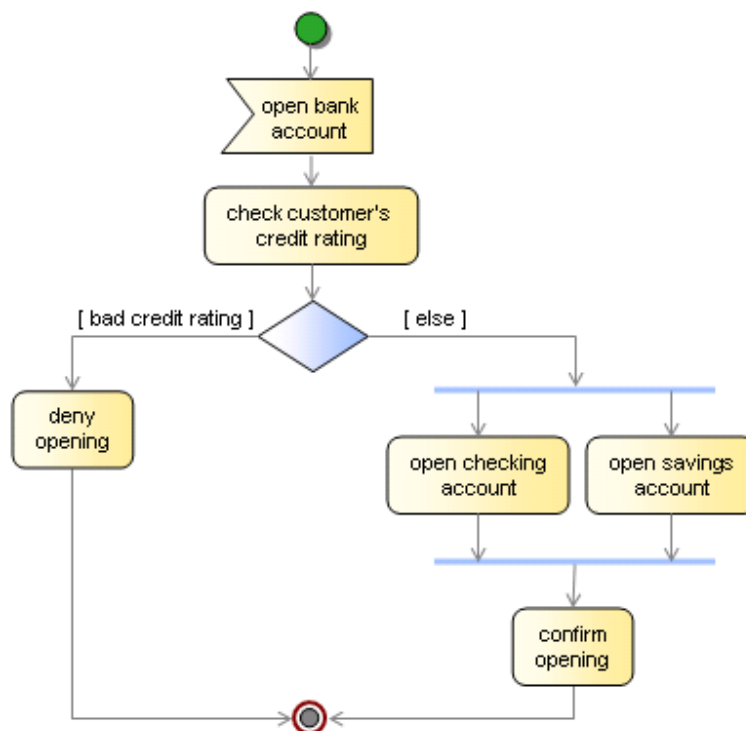 open bank
account
check customer's
credit rating
[ bad credit rating ]
[ else ]
deny
opening
open checking
account
open savings
account
confirm
opening